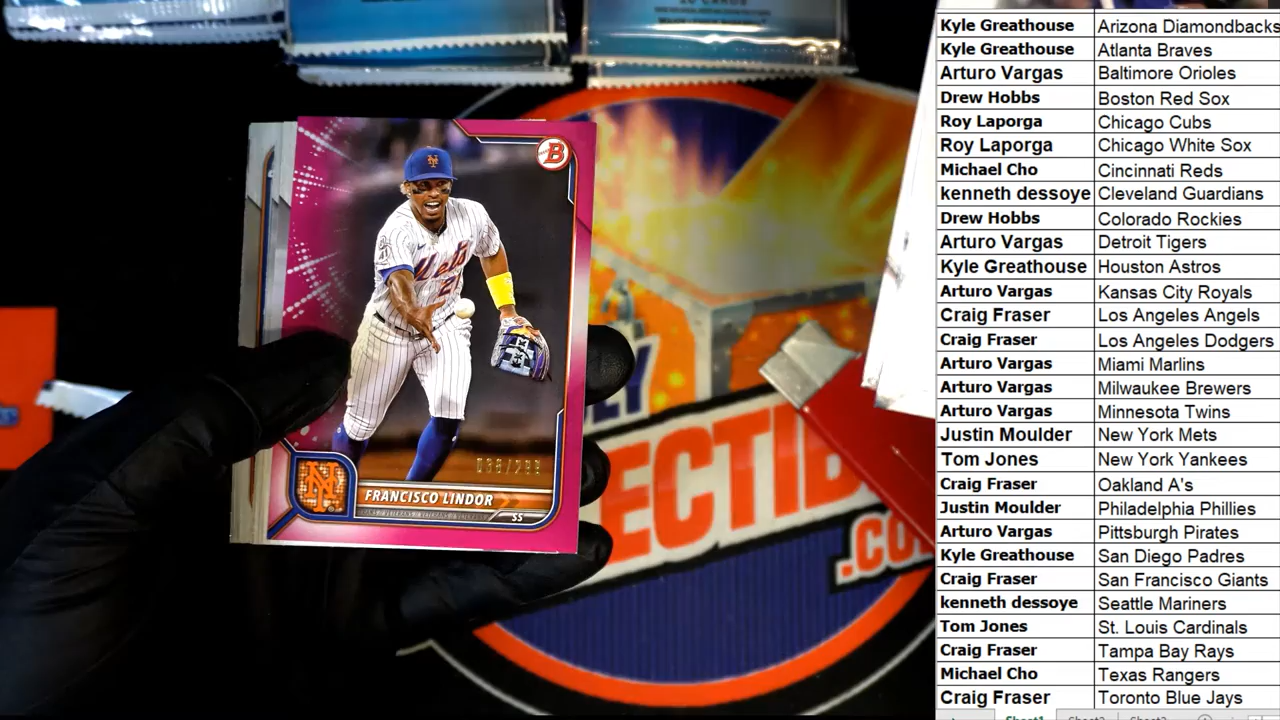 B
Mets
21
036/299
NY
FRANCISCO LINDOR
SS
ECTIB
.CO
Kyle Greathouse Arizona Diamondbacks
Kyle Greathouse Atlanta Braves
Arturo Vargas Baltimore Orioles
Drew Hobbs Boston Red Sox
Roy Laporga Chicago Cubs
Roy Laporga Chicago White Sox
Michael Cho Cincinnati Reds
kenneth dessoye Cleveland Guardians
Drew Hobbs Colorado Rockies
Arturo Vargas Detroit Tigers
Kyle Greathouse Houston Astros
Arturo Vargas Kansas City Royals
Craig Fraser Los Angeles Angels
Craig Fraser Los Angeles Dodgers
Arturo Vargas Miami Marlins
Arturo Vargas Milwaukee Brewers
Arturo Vargas Minnesota Twins
Justin Moulder New York Mets
Tom Jones New York Yankees
Craig Fraser Oakland A's
Justin Moulder Philadelphia Phillies
Arturo Vargas Pittsburgh Pirates
Kyle Greathouse San Diego Padres
Craig Fraser San Francisco Giants
kenneth dessoye Seattle Mariners
Tom Jones St. Louis Cardinals
Craig Fraser Tampa Bay Rays
Michael Cho Texas Rangers
Craig Fraser Toronto Blue Jays